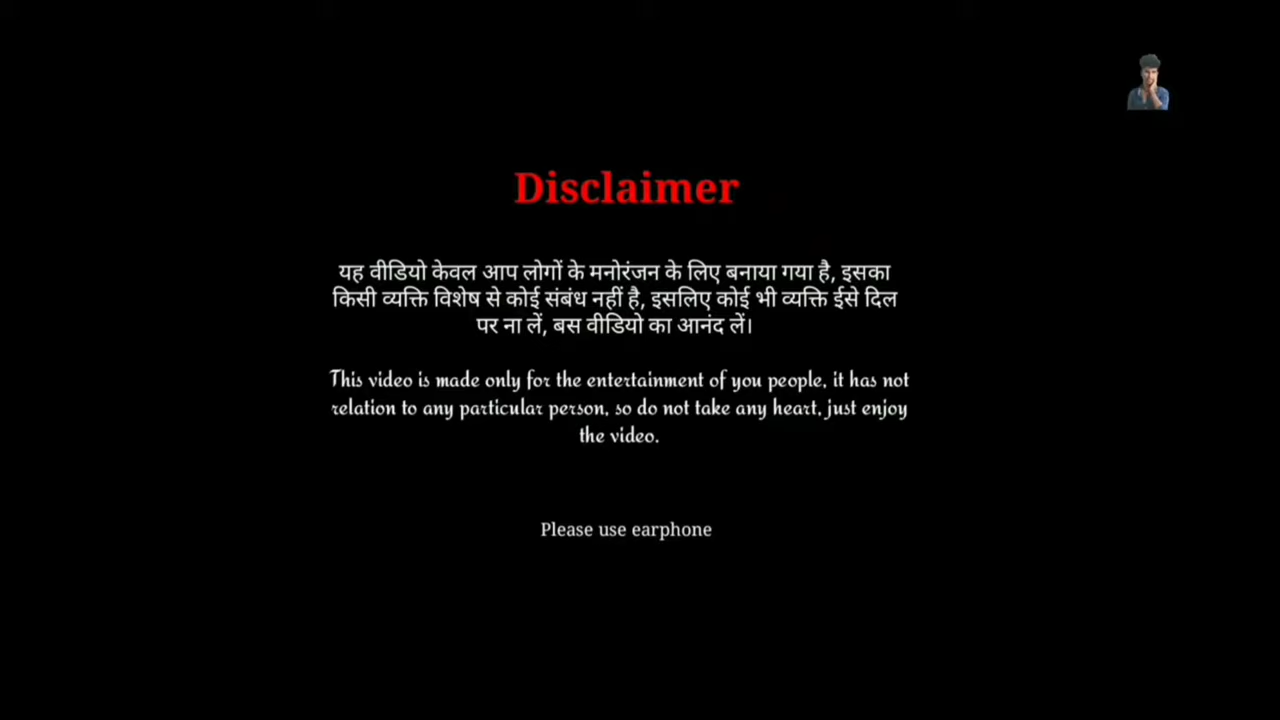 Disclaimer
यह वीडियो केवल आप लोगों के मनोरंजन के लिए बनाया गया है, इसका
किसी व्यक्ति विशेष से कोई संबंध नहीं है, इसलिए कोई भी व्यक्ति ईसे दिल
पर ना लें, बस वीडियो का आनंद लें।
This video is made only for the entertainment of you people, it has not
relation to any particular person, so do not take any heart, just enjoy
the video.
Please use earphone